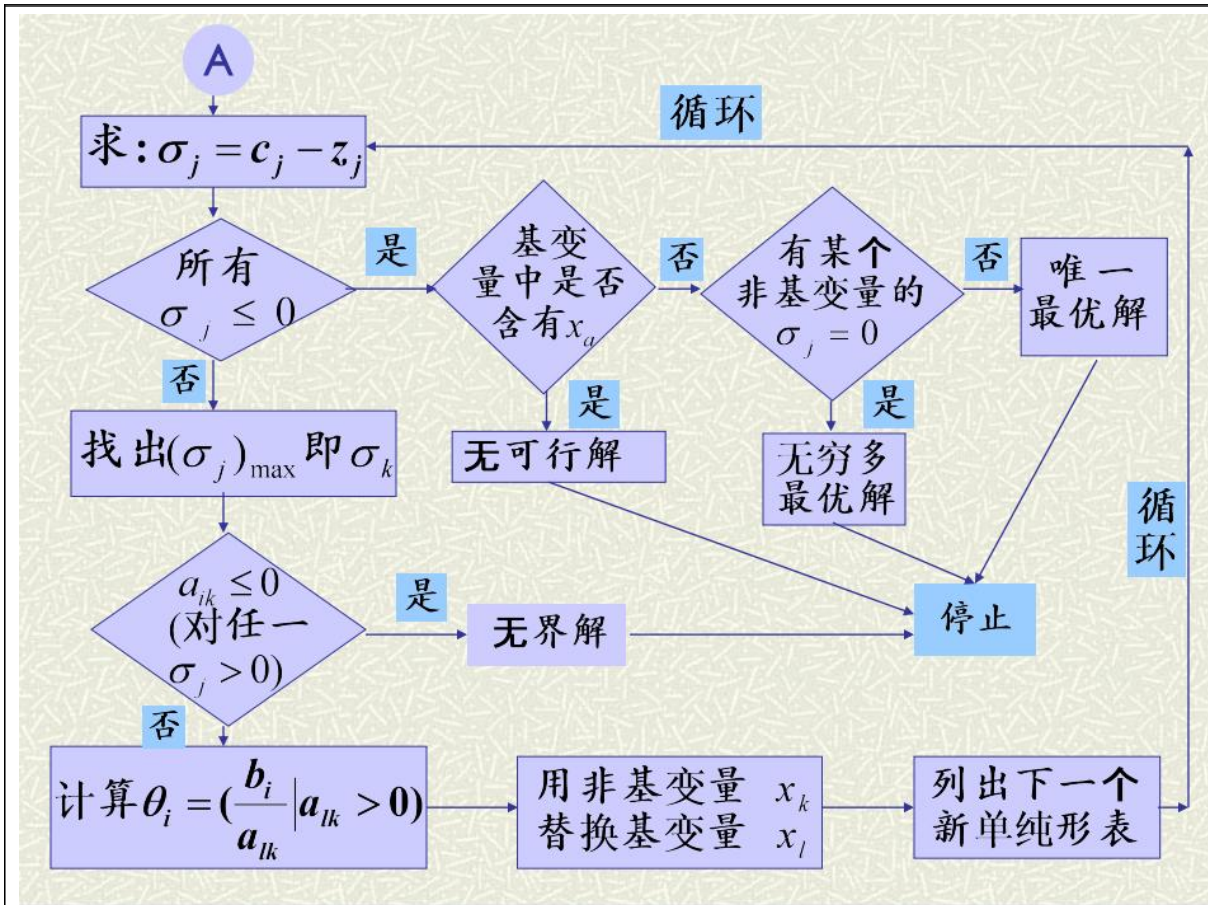 A
循环
求:σj = cj − zj
所有
σj ≤ 0
是
基变
量中是否
含有xa
否
有某个
非基变量的
σj = 0
否
唯一
最优解
否
是
是
找出(σj)max 即σk
无可行解
无穷多
最优解
循
环
aik ≤ 0
(对任一
σj > 0)
是
无界解
停止
否
计算θi = (bi/alk | alk > 0)
用非基变量 xk
替换基变量 xl
列出下一个
新单纯形表